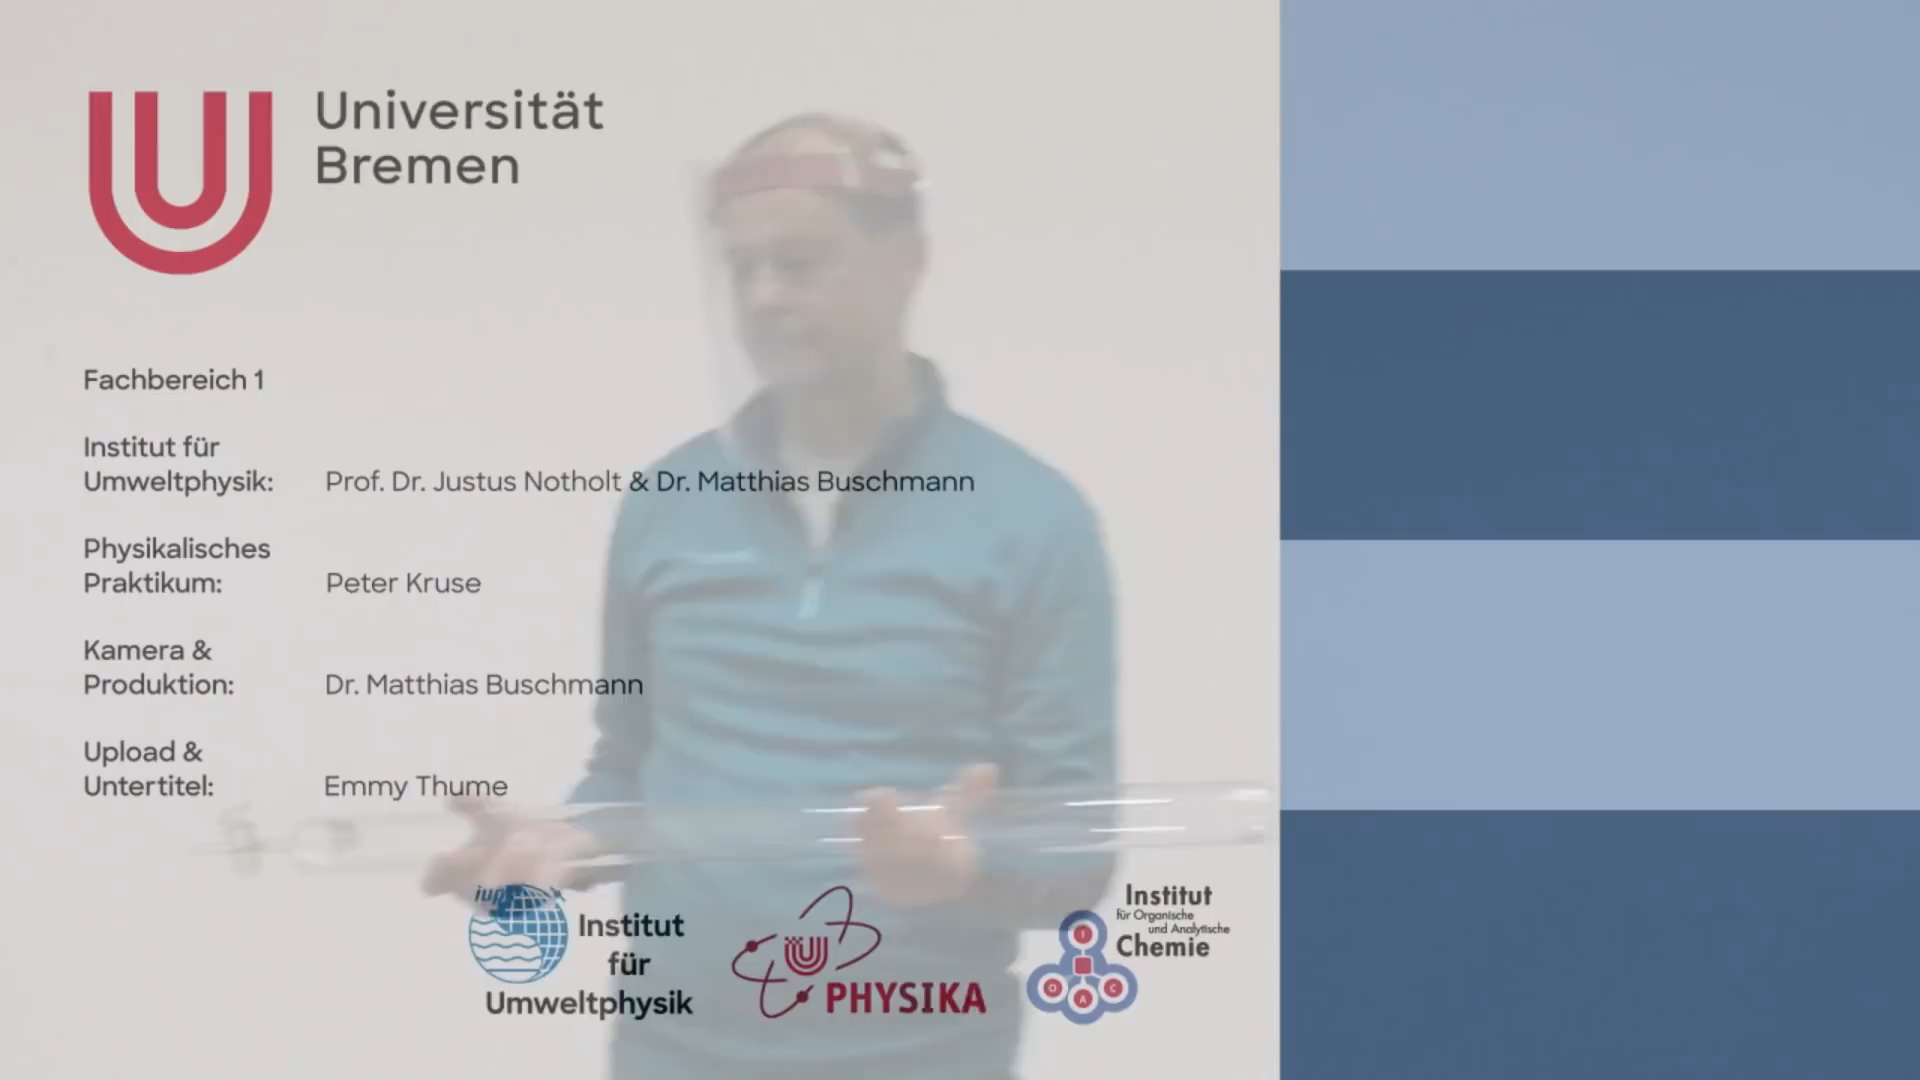 Universität
Bremen
Fachbereich 1
Institut für
Umweltphysik: Prof. Dr. Justus Notholt & Dr. Matthias Buschmann
Physikalisches
Praktikum: Peter Kruse
Kamera &
Produktion: Dr. Matthias Buschmann
Upload &
Untertitel: Emmy Thume
iup
Institut
für
Umweltphysik
PHYSIKA
Institut
für Organische
und Analytische
Chemie
I
O A C